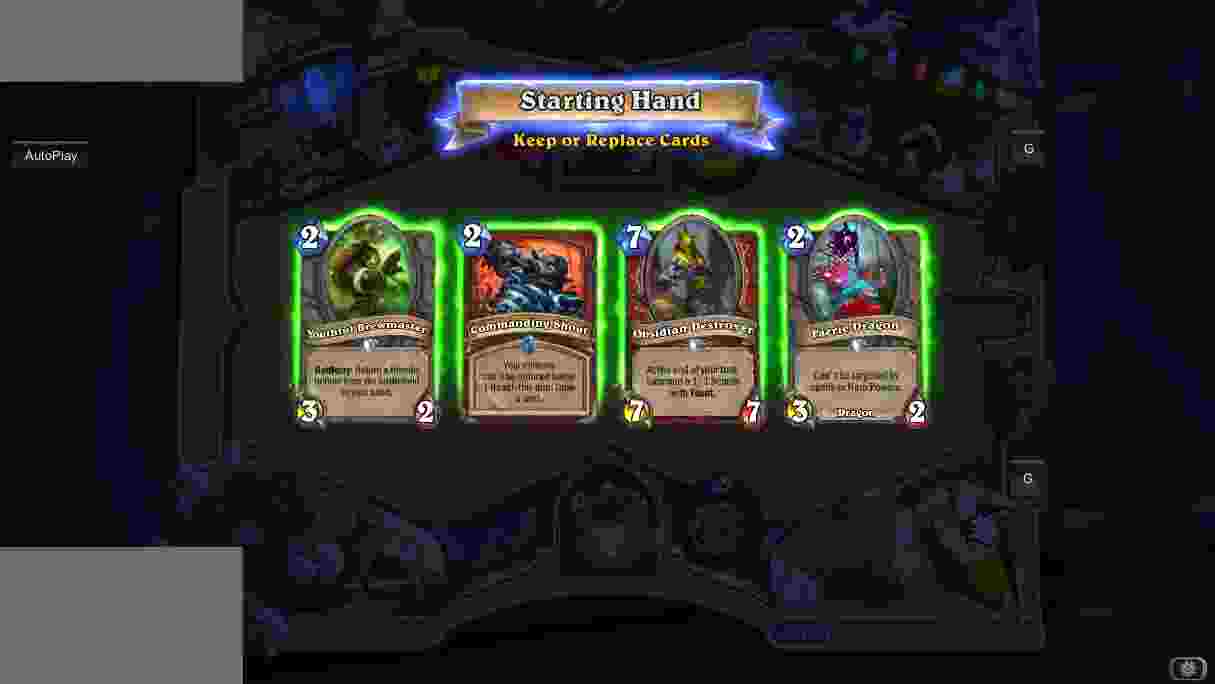 Starting Hand
Keep or Replace Cards
AutoPlay
G
2
2
7
2
Youthful Brewmaster
Commanding Shout
Obsidian Destroyer
Faerie Dragon
Battlecry: Return a friendly
minion from the battlefield
to your hand.
Your minions
can't be reduced below
1 Health this turn. Draw
a card.
At the end of your turn,
summon a 1/1 Scarab
with Taunt.
Can't be targeted by
spells or Hero Powers.
Dragon
3
2
7
7
3
2
G